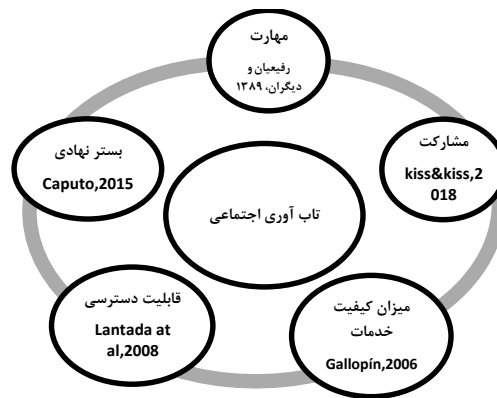 مهارت
رفیعیان و
دیگران، ۱۳۸۹
مشارکت
kiss&kiss,2
018
بستر نهادی
Caputo,2015
تاب آوری اجتماعی
قابلیت دسترسی
Lantada at
al,2008
میزان کیفیت
خدمات
Gallopín,2006